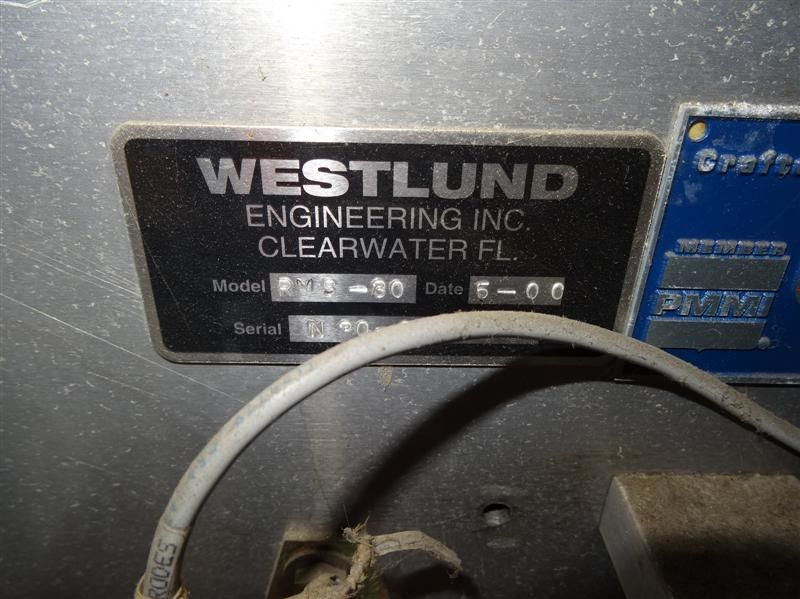 WESTLUND
ENGINEERING INC.
CLEARWATER FL.
Model Date 5-00
Serial N
MEMBER
PMMI